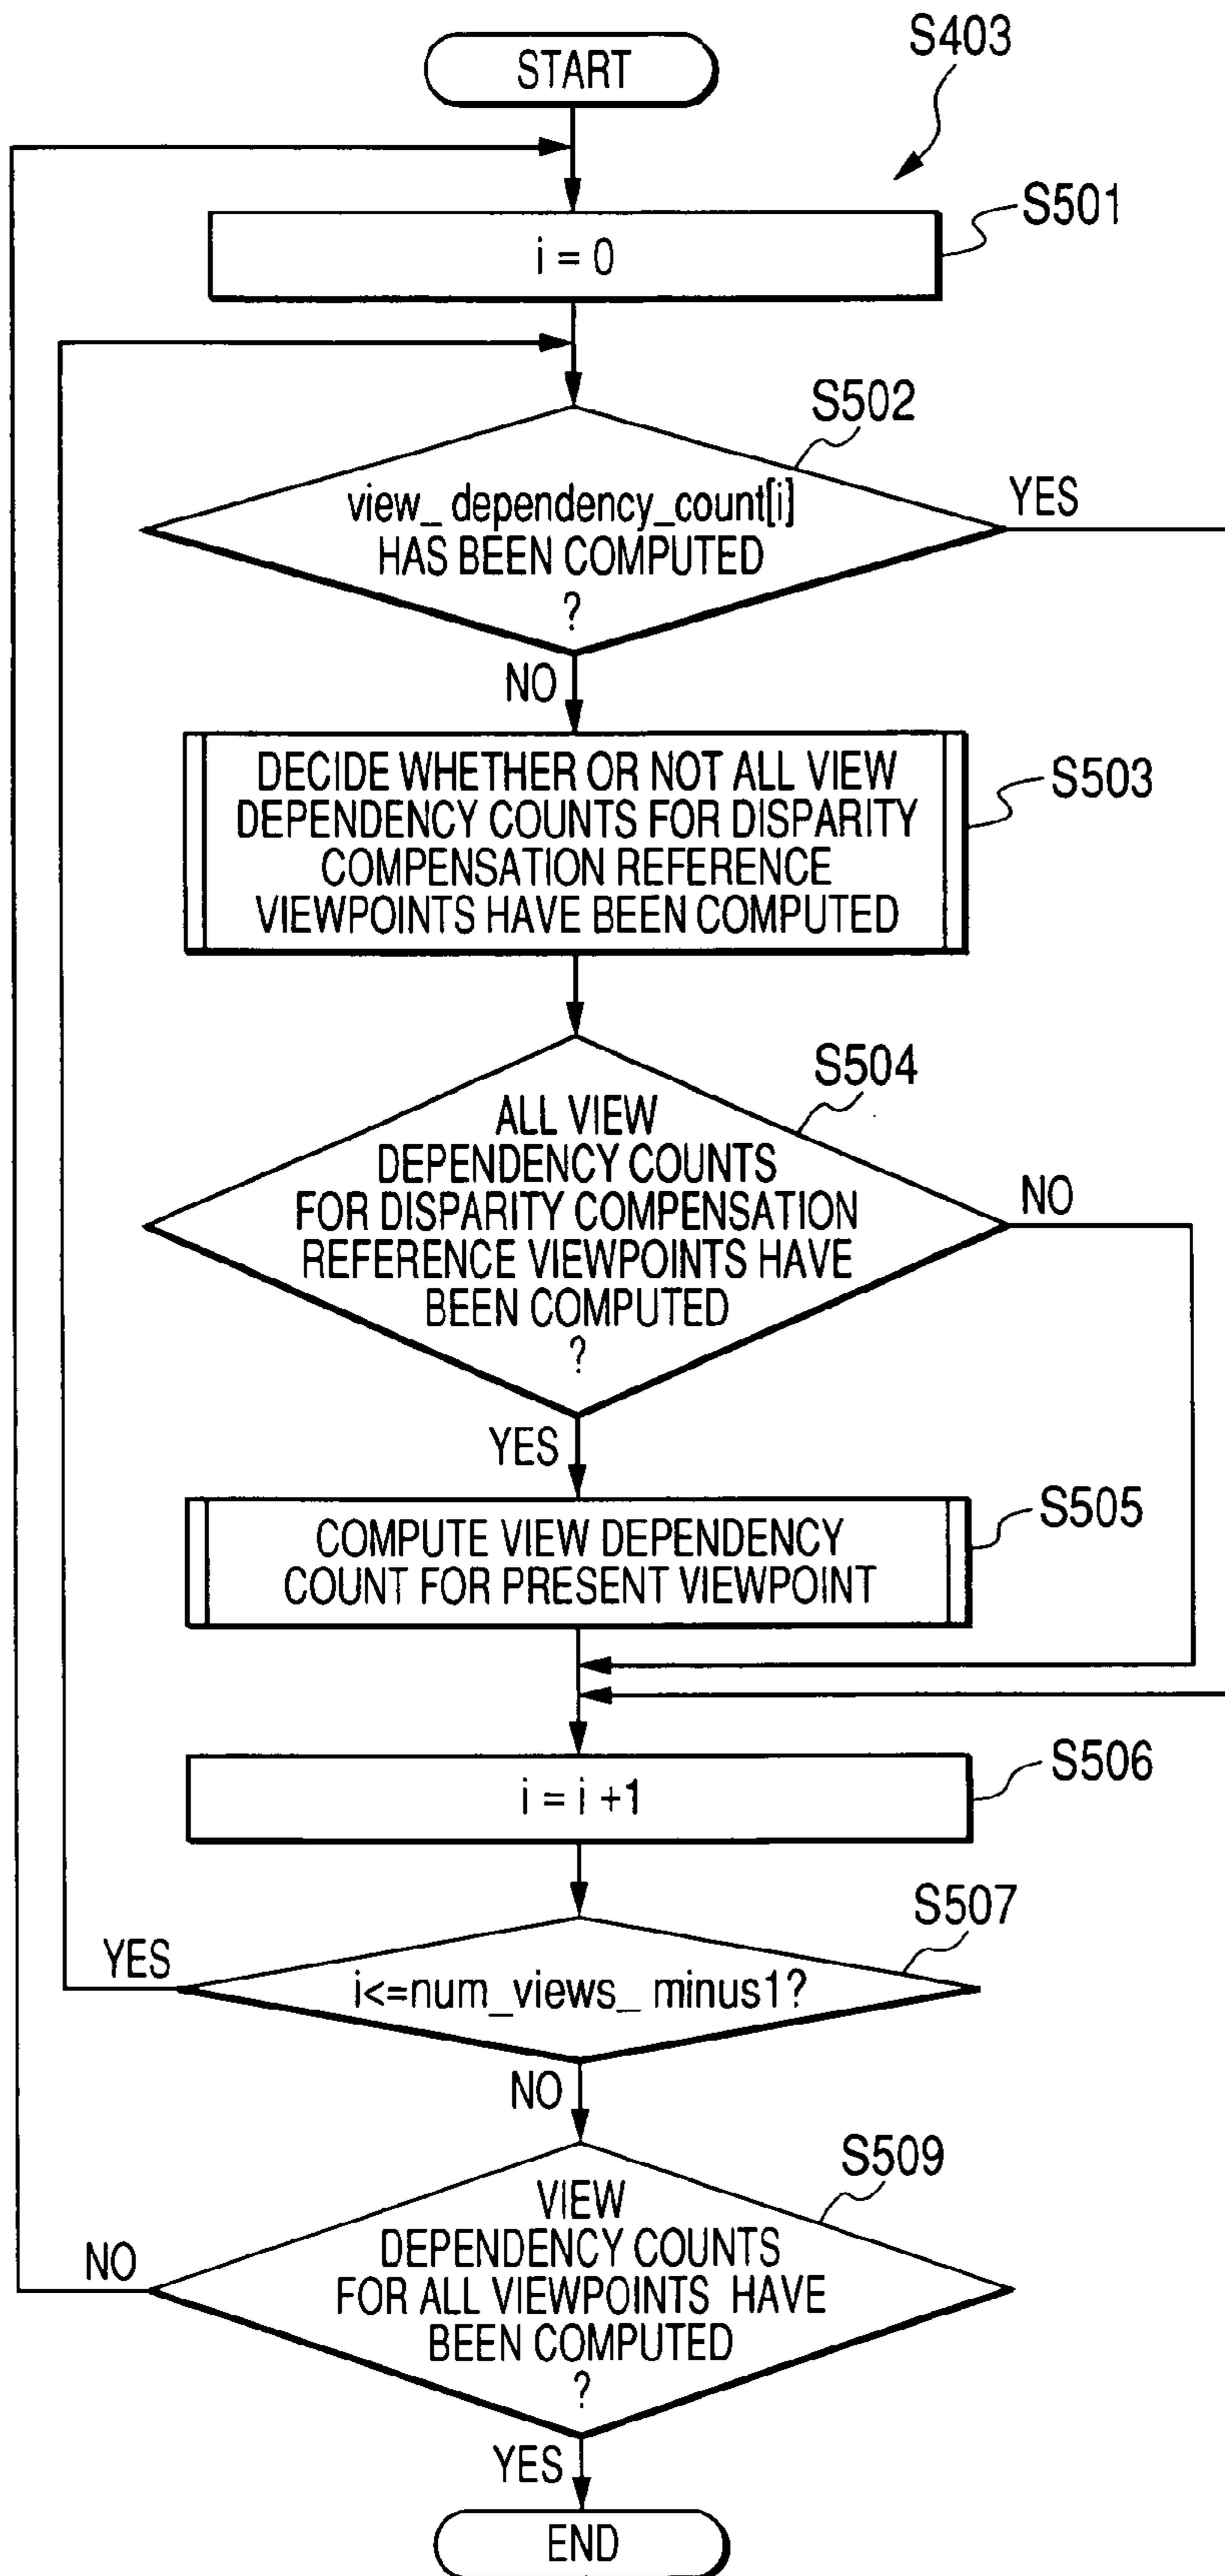 START
S403
S501
i = 0
S502
view_ dependency_count[i]
HAS BEEN COMPUTED
?
YES
NO
DECIDE WHETHER OR NOT ALL VIEW
DEPENDENCY COUNTS FOR DISPARITY
COMPENSATION REFERENCE
VIEWPOINTS HAVE BEEN COMPUTED
S503
S504
ALL VIEW
DEPENDENCY COUNTS
FOR DISPARITY COMPENSATION
REFERENCE VIEWPOINTS HAVE
BEEN COMPUTED
?
NO
YES
COMPUTE VIEW DEPENDENCY
COUNT FOR PRESENT VIEWPOINT
S505
i = i +1
S506
S507
YES
i<=num_views_ minus1?
NO
S509
VIEW
DEPENDENCY COUNTS
FOR ALL VIEWPOINTS HAVE
BEEN COMPUTED
?
NO
YES
END